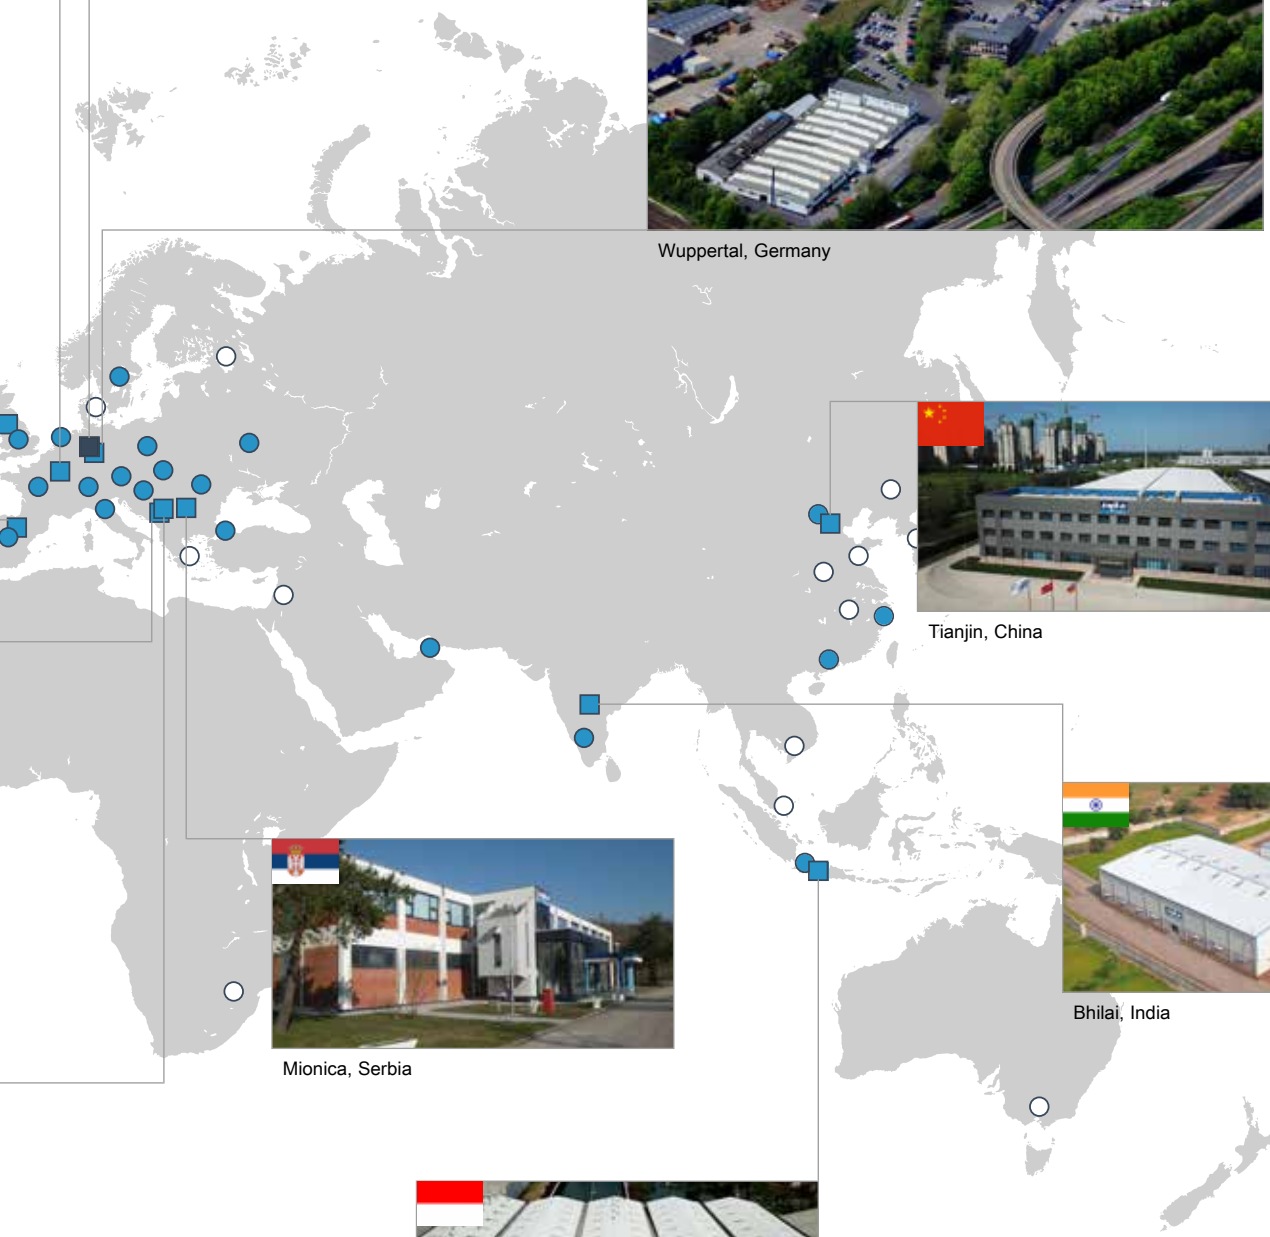 Wuppertal, Germany
Tianjin, China
Bhilai, India
Mionica, Serbia